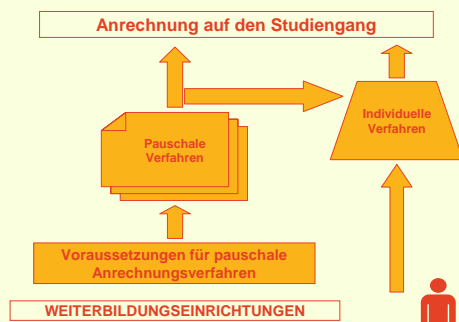 Anrechnung auf den Studiengang
Individuelle
Verfahren
Pauschale
Verfahren
Voraussetzungen für pauschale
Anrechnungsverfahren
WEITERBILDUNGSEINRICHTUNGEN